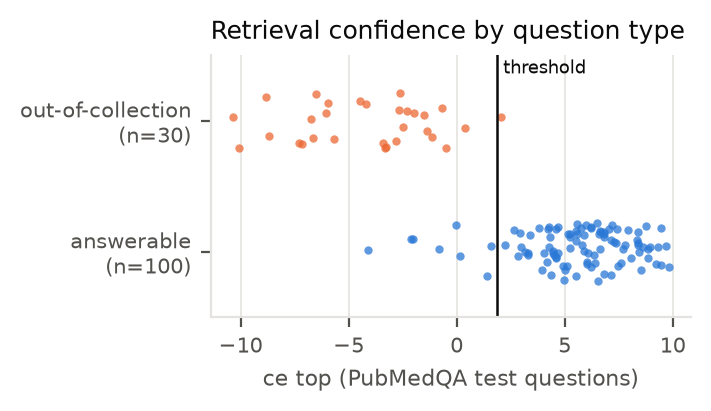 Retrieval confidence by question type
threshold
out-of-collection
(n=30)
answerable
(n=100)
−10 −5 0 5 10
ce top (PubMedQA test questions)